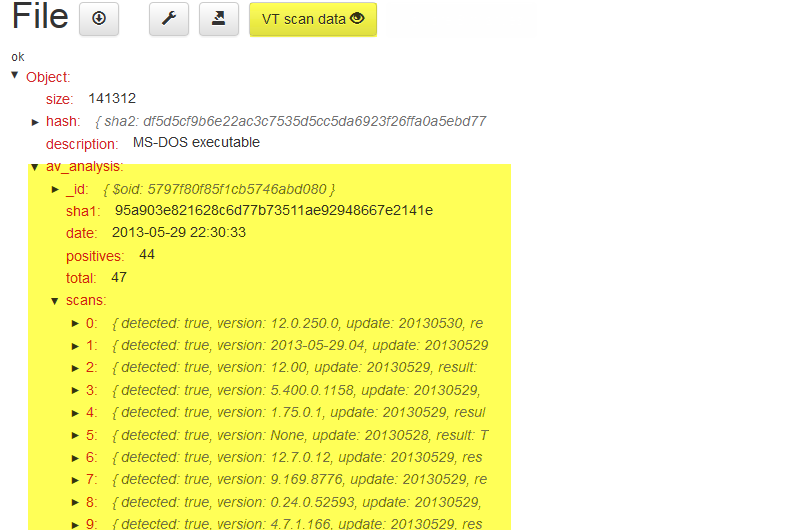 File VT scan data
ok
Object:
size: 141312
hash: { sha2: df5d5cf9b6e22ac3c7535d5cc5da6923f26ffa0a5ebd77
description: MS-DOS executable
av_analysis:
_id: { $oid: 5797f80f85f1cb5746abd080 }
sha1: 95a903e821628c6d77b73511ae92948667e2141e
date: 2013-05-29 22:30:33
positives: 44
total: 47
scans:
0: { detected: true, version: 12.0.250.0, update: 20130530, re
1: { detected: true, version: 2013-05-29.04, update: 20130529
2: { detected: true, version: 12.00, update: 20130529, result:
3: { detected: true, version: 5.400.0.1158, update: 20130529,
4: { detected: true, version: 1.75.0.1, update: 20130529, resul
5: { detected: true, version: None, update: 20130528, result: T
6: { detected: true, version: 12.7.0.12, update: 20130529, res
7: { detected: true, version: 9.169.8776, update: 20130529, re
8: { detected: true, version: 0.24.0.52593, update: 20130529,
9: { detected: true, version: 4.7.1.166, update: 20130529, res